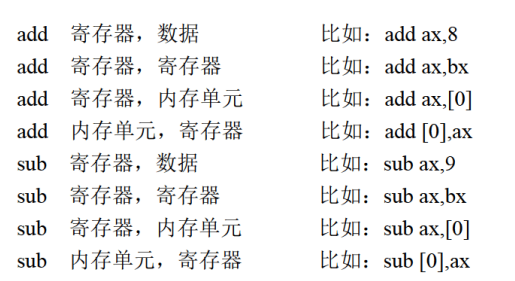 add 寄存器，数据 比如：add ax,8
add 寄存器，寄存器 比如：add ax,bx
add 寄存器，内存单元 比如：add ax,[0]
add 内存单元，寄存器 比如：add [0],ax
sub 寄存器，数据 比如：sub ax,9
sub 寄存器，寄存器 比如：sub ax,bx
sub 寄存器，内存单元 比如：sub ax,[0]
sub 内存单元，寄存器 比如：sub [0],ax